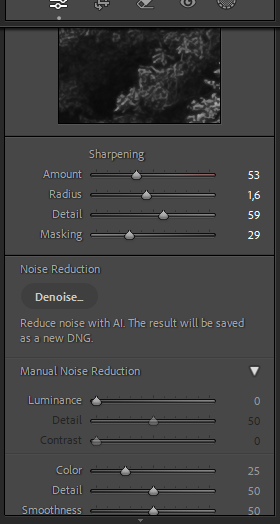 Sharpening
Amount 53
Radius 1,6
Detail 59
Masking 29
Noise Reduction
Denoise...
Reduce noise with AI. The result will be saved
as a new DNG.
Manual Noise Reduction
Luminance 0
Detail 50
Contrast 0
Color 25
Detail 50
Smoothness 50